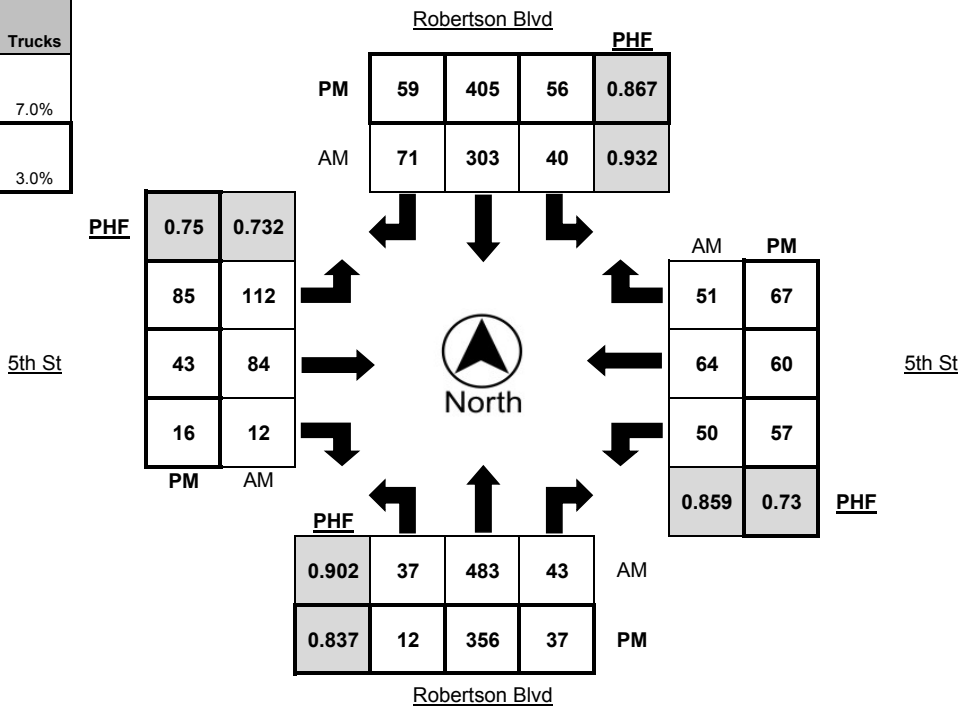 Robertson Blvd
Trucks
PHF
PM 59 405 56 0.867
7.0%
AM 71 303 40 0.932
3.0%
PHF 0.75 0.732
AM PM
85 112
51 67
5th St 43 84
64 60 5th St
North
16 12
50 57
PM AM
0.859 0.73 PHF
PHF
0.902 37 483 43 AM
0.837 12 356 37 PM
Robertson Blvd